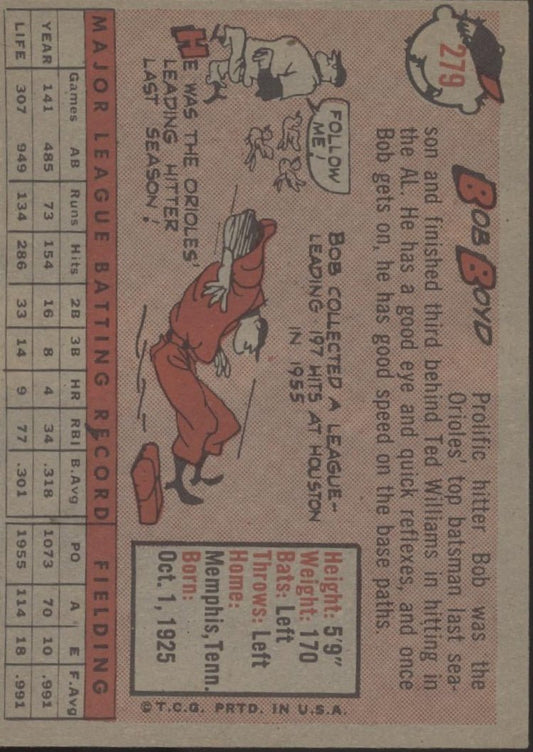 279
BOB BOYD
Prolific hitter Bob was the
Orioles' top batsman last sea-
son and finished third behind Ted Williams in hitting in
the AL. He has a good eye and quick reflexes, and once
Bob gets on, he has good speed on the base paths
FOLLOW
ME!
HE WAS THE ORIOLES'
LEADING HITTER
LAST SEASON!
BOB COLLECTED A LEAGUE-
LEADING 197 HITS AT HOUSTON
IN 1955
Height: 5'9"
Weight: 170
Bats: Left
Throws: Left
Home:
Memphis, Tenn.
Born:
Oct. 1, 1925
©T.C.G. PRTD. IN U.S.A.
MAJOR LEAGUE BATTING RECORD FIELDING
Games AB Runs Hits 2B 3B HR RBI B.Avg PO A E F.Avg
YEAR 141 485 73 154 16 8 4 34 .318 1073 70 10 .991
LIFE 307 949 134 286 33 14 9 77 .301 1955 114 18 .991